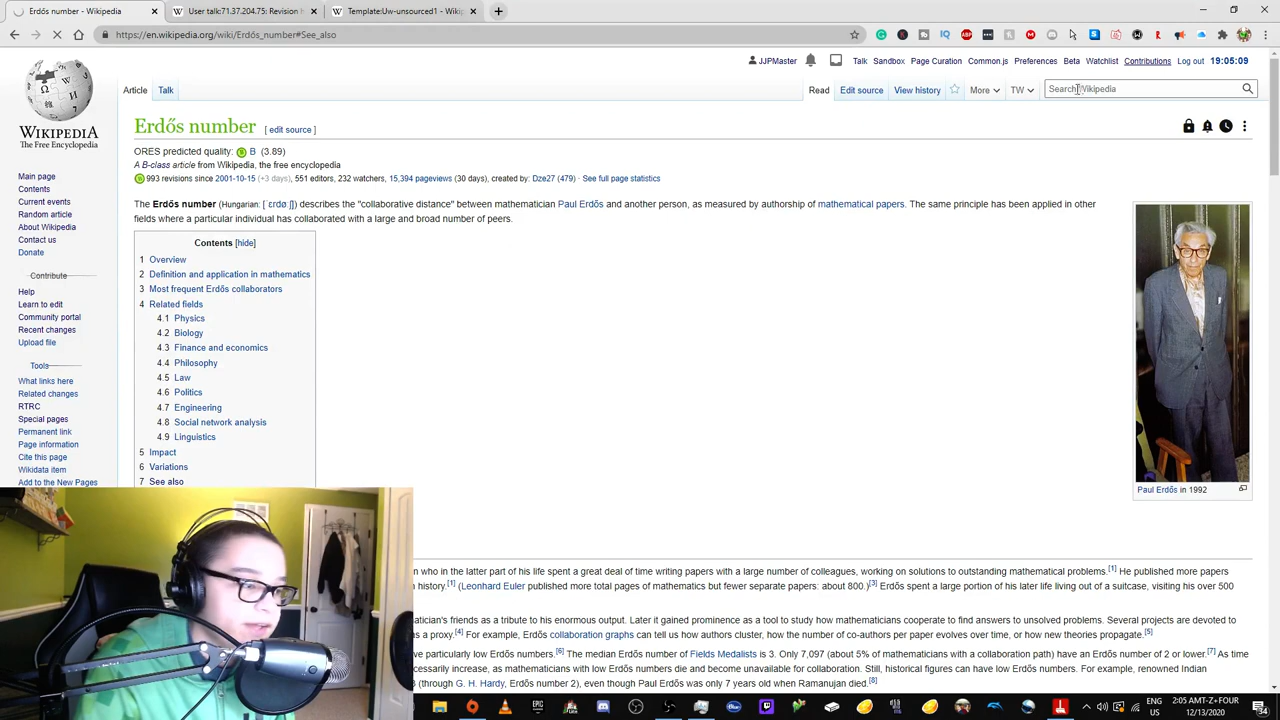 Erdős number - Wikipedia
User talk:71.37.204.75: Revision h
Template:Uw-unsourced1 - Wikip
https://en.wikipedia.org/wiki/Erdős_number#See_also
JJPMaster Talk Sandbox Page Curation Common.js Preferences Beta Watchlist Contributions Log out 19:05:09
Article Talk
Read Edit source View history More TW Search Wikipedia
WIKIPEDIA
The Free Encyclopedia
Main page
Contents
Current events
Random article
About Wikipedia
Contact us
Donate
Contribute
Help
Learn to edit
Community portal
Recent changes
Upload file
Tools
What links here
Related changes
RTRC
Special pages
Permanent link
Page information
Cite this page
Wikidata item
Add to the New Pages
Erdős number [ edit source ]
ORES predicted quality: B (3.89)
A B-class article from Wikipedia, the free encyclopedia
993 revisions since 2001-10-15 (+3 days), 551 editors, 232 watchers, 15,394 pageviews (30 days), created by: Dze27 (479) · See full page statistics
The Erdős number (Hungarian: [ˈɛrdøːʃ]) describes the "collaborative distance" between mathematician Paul Erdős and another person, as measured by authorship of mathematical papers. The same principle has been applied in other
fields where a particular individual has collaborated with a large and broad number of peers.
Contents [hide]
1 Overview
2 Definition and application in mathematics
3 Most frequent Erdős collaborators
4 Related fields
4.1 Physics
4.2 Biology
4.3 Finance and economics
4.4 Philosophy
4.5 Law
4.6 Politics
4.7 Engineering
4.8 Social network analysis
4.9 Linguistics
5 Impact
6 Variations
7 See also
Paul Erdős in 1992
n who in the latter part of his life spent a great deal of time writing papers with a large number of colleagues, working on solutions to outstanding mathematical problems.[1] He published more papers
n history.[1] (Leonhard Euler published more total pages of mathematics but fewer separate papers: about 800.)[3] Erdős spent a large portion of his later life living out of a suitcase, visiting his over 500
atician's friends as a tribute to his enormous output. Later it gained prominence as a tool to study how mathematicians cooperate to find answers to unsolved problems. Several projects are devoted to
s a proxy.[4] For example, Erdős collaboration graphs can tell us how authors cluster, how the number of co-authors per paper evolves over time, or how new theories propagate.[5]
ve particularly low Erdős numbers.[6] The median Erdős number of Fields Medalists is 3. Only 7,097 (about 5% of mathematicians with a collaboration path) have an Erdős number of 2 or lower.[7] As time
cessarily increase, as mathematicians with low Erdős numbers die and become unavailable for collaboration. Still, historical figures can have low Erdős numbers. For example, renowned Indian
(through G. H. Hardy, Erdős number 2), even though Paul Erdős was only 7 years old when Ramanujan died.[8]
ENG
US
2:05 AMT-Z+FOUR
12/13/2020